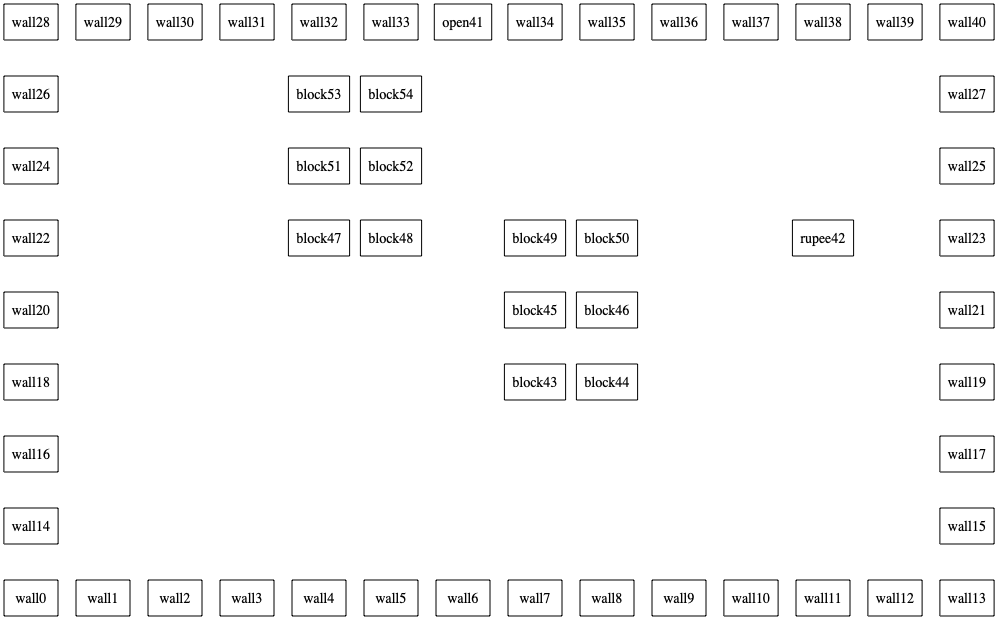 wall28 wall29 wall30 wall31 wall32 wall33 open41 wall34 wall35 wall36 wall37 wall38 wall39 wall40
wall26 block53 block54 wall27
wall24 block51 block52 wall25
wall22 block47 block48 block49 block50 rupee42 wall23
wall20 block45 block46 wall21
wall18 block43 block44 wall19
wall16 wall17
wall14 wall15
wall0 wall1 wall2 wall3 wall4 wall5 wall6 wall7 wall8 wall9 wall10 wall11 wall12 wall13